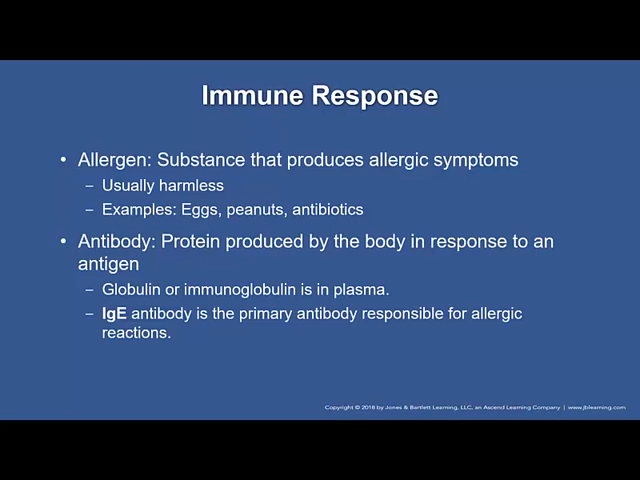 Immune Response
• Allergen: Substance that produces allergic symptoms
– Usually harmless
– Examples: Eggs, peanuts, antibiotics
• Antibody: Protein produced by the body in response to an
antigen
– Globulin or immunoglobulin is in plasma.
– IgE antibody is the primary antibody responsible for allergic
reactions.
Copyright © 2018 by Jones & Bartlett Learning, LLC, an Ascend Learning Company | www.jblearning.com